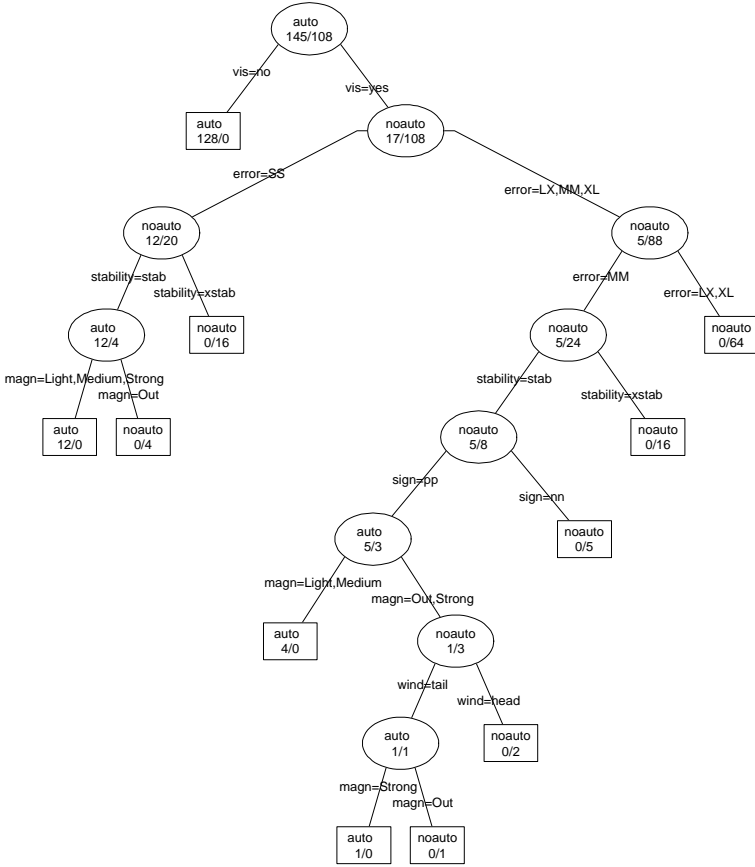 auto
145/108
vis=no
vis=yes
auto
128/0
noauto
17/108
error=SS
error=LX,MM,XL
noauto
12/20
noauto
5/88
stability=stab
stability=xstab
error=MM
error=LX,XL
auto
12/4
noauto
0/16
noauto
5/24
noauto
0/64
magn=Light,Medium,Strong
magn=Out
stability=stab
stability=xstab
auto
12/0
noauto
0/4
noauto
5/8
noauto
0/16
sign=pp
sign=nn
auto
5/3
noauto
0/5
magn=Light,Medium
magn=Out,Strong
auto
4/0
noauto
1/3
wind=tail
wind=head
auto
1/1
noauto
0/2
magn=Strong
magn=Out
auto
1/0
noauto
0/1